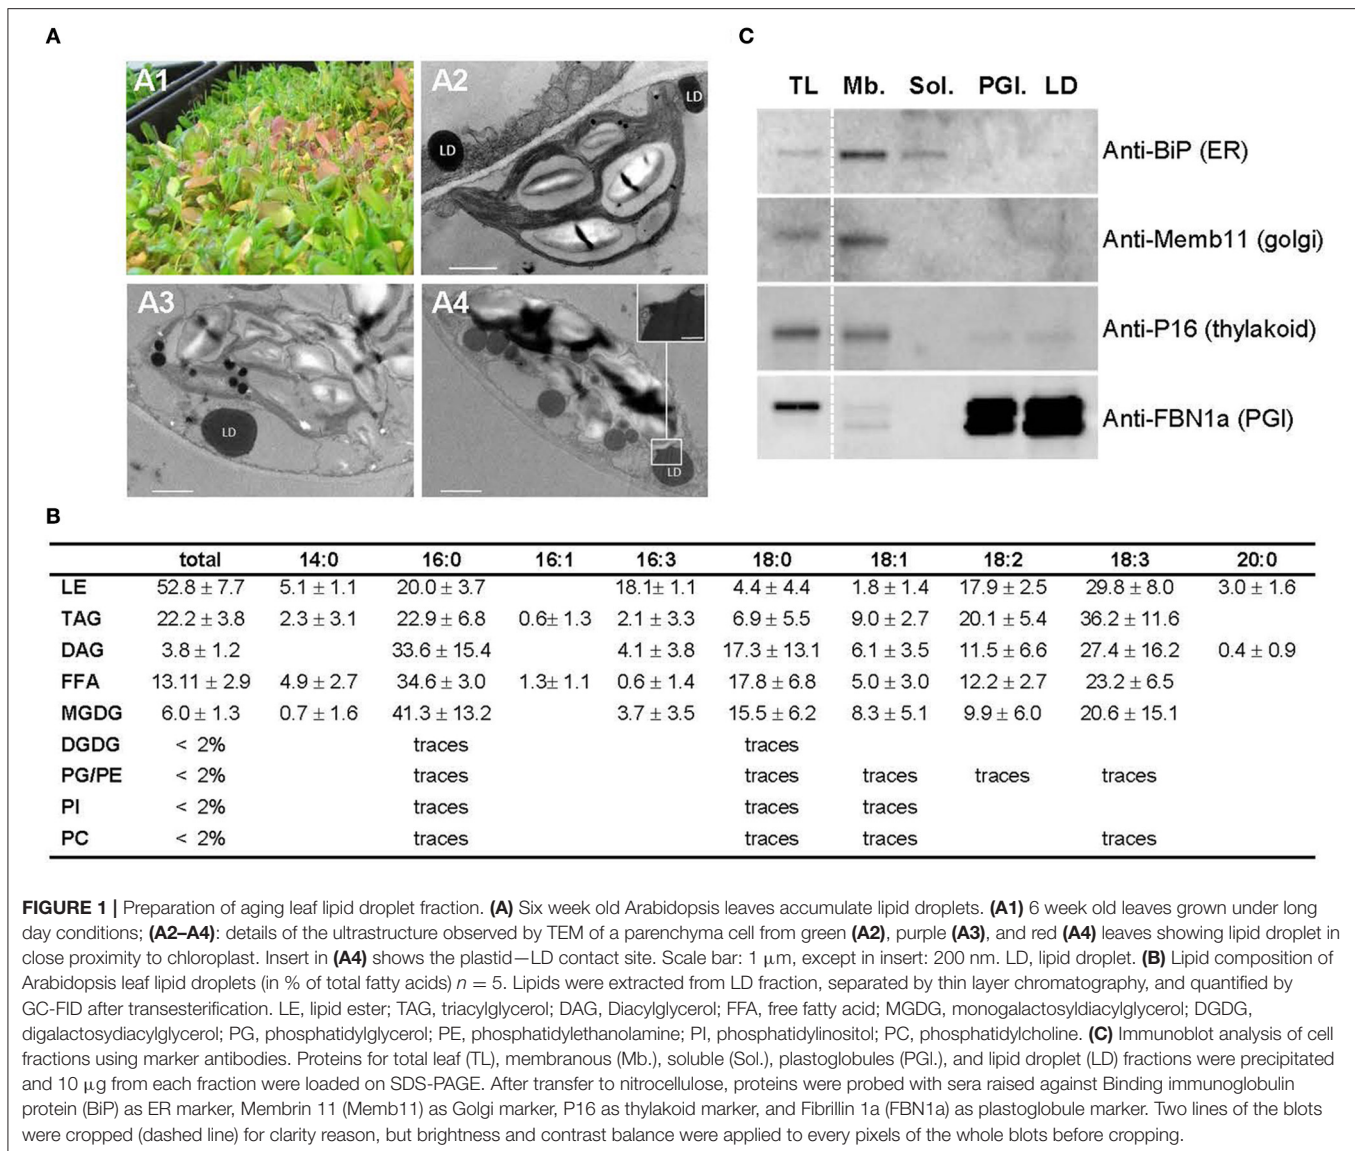 A
A1
A2
LD
LD
A3
LD
A4
LD
C
TL Mb. Sol. PGl. LD
Anti-BiP (ER)
Anti-Memb11 (golgi)
Anti-P16 (thylakoid)
Anti-FBN1a (PGl)
B
total 14:0 16:0 16:1 16:3 18:0 18:1 18:2 18:3 20:0
LE 52.8 ± 7.7 5.1 ± 1.1 20.0 ± 3.7 18.1± 1.1 4.4 ± 4.4 1.8 ± 1.4 17.9 ± 2.5 29.8 ± 8.0 3.0 ± 1.6
TAG 22.2 ± 3.8 2.3 ± 3.1 22.9 ± 6.8 0.6± 1.3 2.1 ± 3.3 6.9 ± 5.5 9.0 ± 2.7 20.1 ± 5.4 36.2 ± 11.6
DAG 3.8 ± 1.2 33.6 ± 15.4 4.1 ± 3.8 17.3 ± 13.1 6.1 ± 3.5 11.5 ± 6.6 27.4 ± 16.2 0.4 ± 0.9
FFA 13.11 ± 2.9 4.9 ± 2.7 34.6 ± 3.0 1.3± 1.1 0.6 ± 1.4 17.8 ± 6.8 5.0 ± 3.0 12.2 ± 2.7 23.2 ± 6.5
MGDG 6.0 ± 1.3 0.7 ± 1.6 41.3 ± 13.2 3.7 ± 3.5 15.5 ± 6.2 8.3 ± 5.1 9.9 ± 6.0 20.6 ± 15.1
DGDG < 2% traces traces
PG/PE < 2% traces traces traces traces traces
PI < 2% traces traces traces
PC < 2% traces traces traces traces
FIGURE 1 | Preparation of aging leaf lipid droplet fraction. (A) Six week old Arabidopsis leaves accumulate lipid droplets. (A1) 6 week old leaves grown under long
day conditions; (A2–A4): details of the ultrastructure observed by TEM of a parenchyma cell from green (A2), purple (A3), and red (A4) leaves showing lipid droplet in
close proximity to chloroplast. Insert in (A4) shows the plastid—LD contact site. Scale bar: 1 μm, except in insert: 200 nm. LD, lipid droplet. (B) Lipid composition of
Arabidopsis leaf lipid droplets (in % of total fatty acids) n = 5. Lipids were extracted from LD fraction, separated by thin layer chromatography, and quantified by
GC-FID after transesterification. LE, lipid ester; TAG, triacylglycerol; DAG, Diacylglycerol; FFA, free fatty acid; MGDG, monogalactosyldiacylglycerol; DGDG,
digalactosydiacylglycerol; PG, phosphatidylglycerol; PE, phosphatidylethanolamine; PI, phosphatidylinositol; PC, phosphatidylcholine. (C) Immunoblot analysis of cell
fractions using marker antibodies. Proteins for total leaf (TL), membranous (Mb.), soluble (Sol.), plastoglobules (PGl.), and lipid droplet (LD) fractions were precipitated
and 10 μg from each fraction were loaded on SDS-PAGE. After transfer to nitrocellulose, proteins were probed with sera raised against Binding immunoglobulin
protein (BiP) as ER marker, Membrin 11 (Memb11) as Golgi marker, P16 as thylakoid marker, and Fibrillin 1a (FBN1a) as plastoglobule marker. Two lines of the blots
were cropped (dashed line) for clarity reason, but brightness and contrast balance were applied to every pixels of the whole blots before cropping.